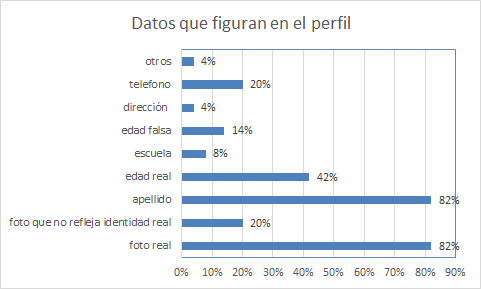 Datos que figuran en el perfil
otros 4%
telefono 20%
dirección 4%
edad falsa 14%
escuela 8%
edad real 42%
apellido 82%
foto que no refleja identidad real 20%
foto real 82%
0% 10% 20% 30% 40% 50% 60% 70% 80% 90%